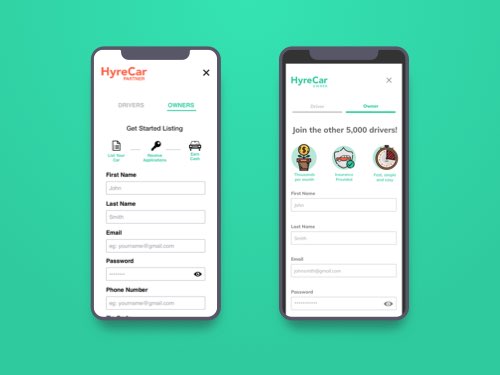 HyreCar
PARTNER
DRIVERS OWNERS
Get Started Listing
List Your Car
Receive Applications
Earn Cash
First Name
John
Last Name
Smith
Email
eg: yourname@gmail.com
Password
Phone Number
eg: yourname@gmail.com
HyreCar
OWNER
Driver Owner
Join the other 5,000 drivers!
Thousands per month
Insurance Provided
Fast, simple and easy
First Name
John
Last Name
Smith
Email
johnsmith@gmail.com
Password